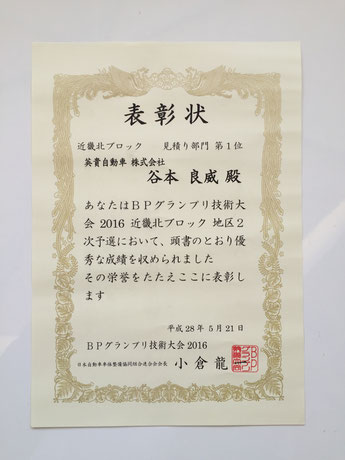 表彰状
近畿北ブロック 見積り部門 第1位
英貴自動車 株式会社
谷本 良威 殿
あなたはBPグランプリ技術大
会2016 近畿北ブロック 地区2
次予選において、頭書のとおり優
秀な成績を収められました
その栄誉をたたえここに表彰し
ます
平成28年 5月21日
BPグランプリ技術大会2016
日本自動車車体整備協同組合連合会会長 小倉 龍一